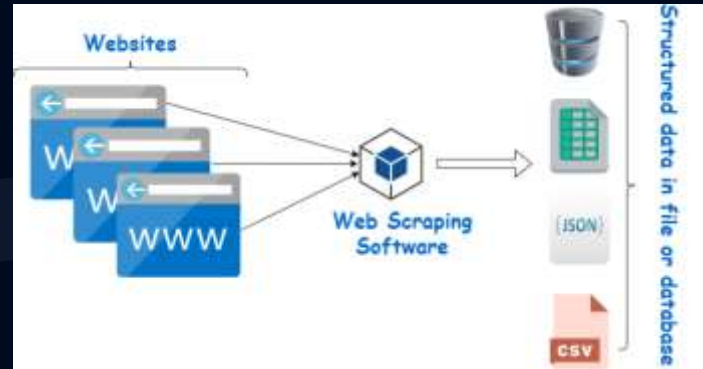 Websites
W
W
WWW
Web Scraping
Software
{JSON}
CSV
Structured data in file or database